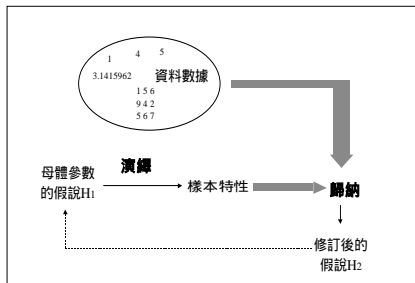 1 4 5
3.1415962 資料數據
1 5 6
9 4 2
5 6 7
母體參數
的假說H1
演繹
樣本特性
歸納
修訂後的
假說H2